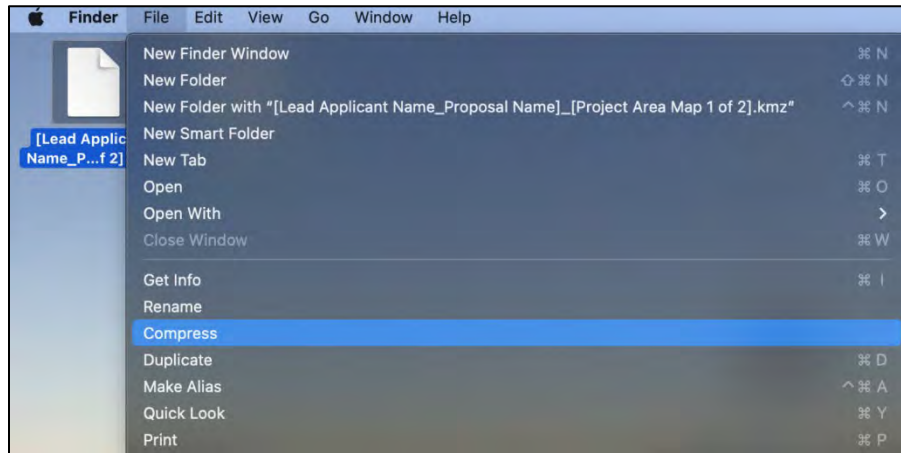 Finder File Edit View Go Window Help
New Finder Window ⌘ N
New Folder ⇧ ⌘ N
New Folder with "[Lead Applicant Name_Proposal Name]_[Project Area Map 1 of 2].kmz" ^ ⌘ N
New Smart Folder
New Tab ⌘ T
Open ⌘ O
Open With >
Close Window ⌘ W
Get Info ⌘ I
Rename
Compress
Duplicate ⌘ D
Make Alias ^ ⌘ A
Quick Look ⌘ Y
Print ⌘ P
[Lead Applic
Name_P...f 2]